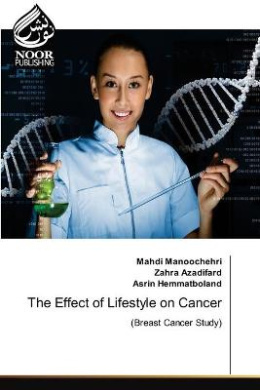 NOOR
PUBLISHING
Mahdi Manoochehri
Zahra Azadifard
Asrin Hemmatboland
The Effect of Lifestyle on Cancer
(Breast Cancer Study)